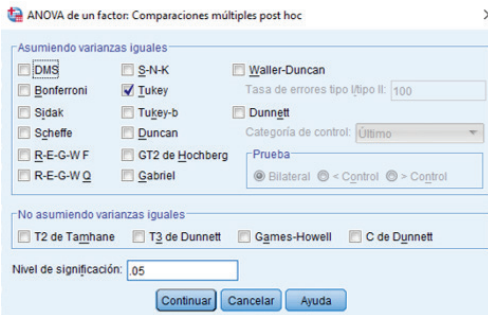 ANOVA de un factor: Comparaciones múltiples post hoc
Asumiendo varianzas iguales
DMS S-N-K Waller-Duncan
Bonferroni Tukey Tasa de errores tipo I/tipo II: 100
Sidak Tukey-b Dunnett
Scheffe Duncan Categoría de control: Último
R-E-G-W F GT2 de Hochberg Prueba
R-E-G-W Q Gabriel Bilateral < Control > Control
No asumiendo varianzas iguales
T2 de Tamhane T3 de Dunnett Games-Howell C de Dunnett
Nivel de significación: .05
Continuar Cancelar Ayuda